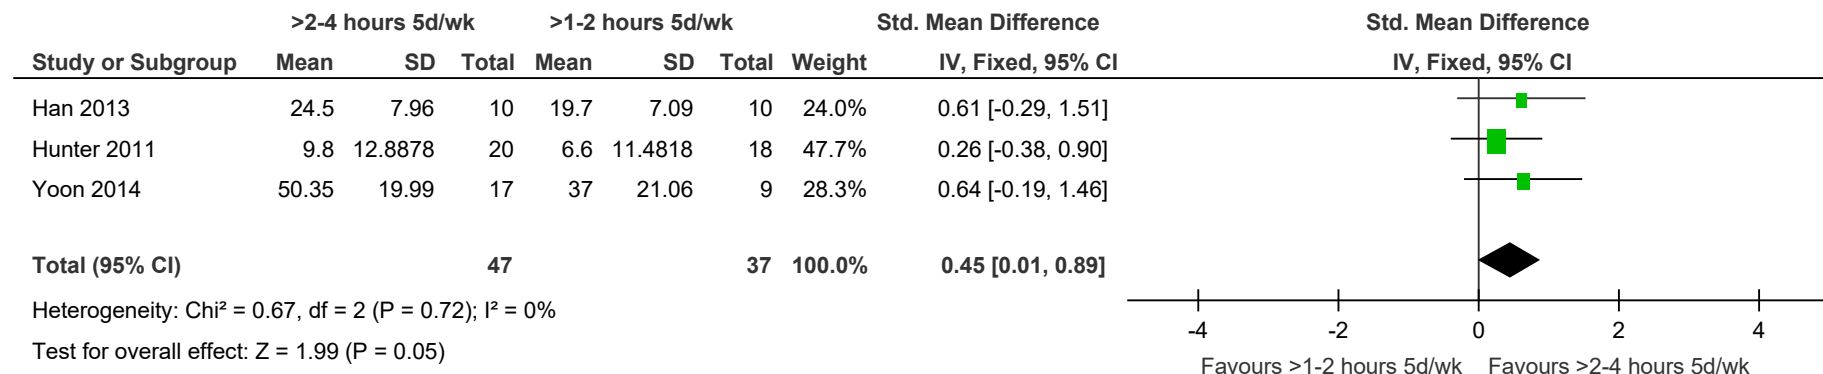 >2-4 hours 5d/wk >1-2 hours 5d/wk Std. Mean Difference Std. Mean Difference
Study or Subgroup Mean SD Total Mean SD Total Weight IV, Fixed, 95% CI IV, Fixed, 95% CI
Han 2013 24.5 7.96 10 19.7 7.09 10 24.0% 0.61 [-0.29, 1.51]
Hunter 2011 9.8 12.8878 20 6.6 11.4818 18 47.7% 0.26 [-0.38, 0.90]
Yoon 2014 50.35 19.99 17 37 21.06 9 28.3% 0.64 [-0.19, 1.46]
Total (95% CI) 47 37 100.0% 0.45 [0.01, 0.89]
Heterogeneity: Chi² = 0.67, df = 2 (P = 0.72); I² = 0%
Test for overall effect: Z = 1.99 (P = 0.05)
-4 -2 0 2 4
Favours >1-2 hours 5d/wk Favours >2-4 hours 5d/wk